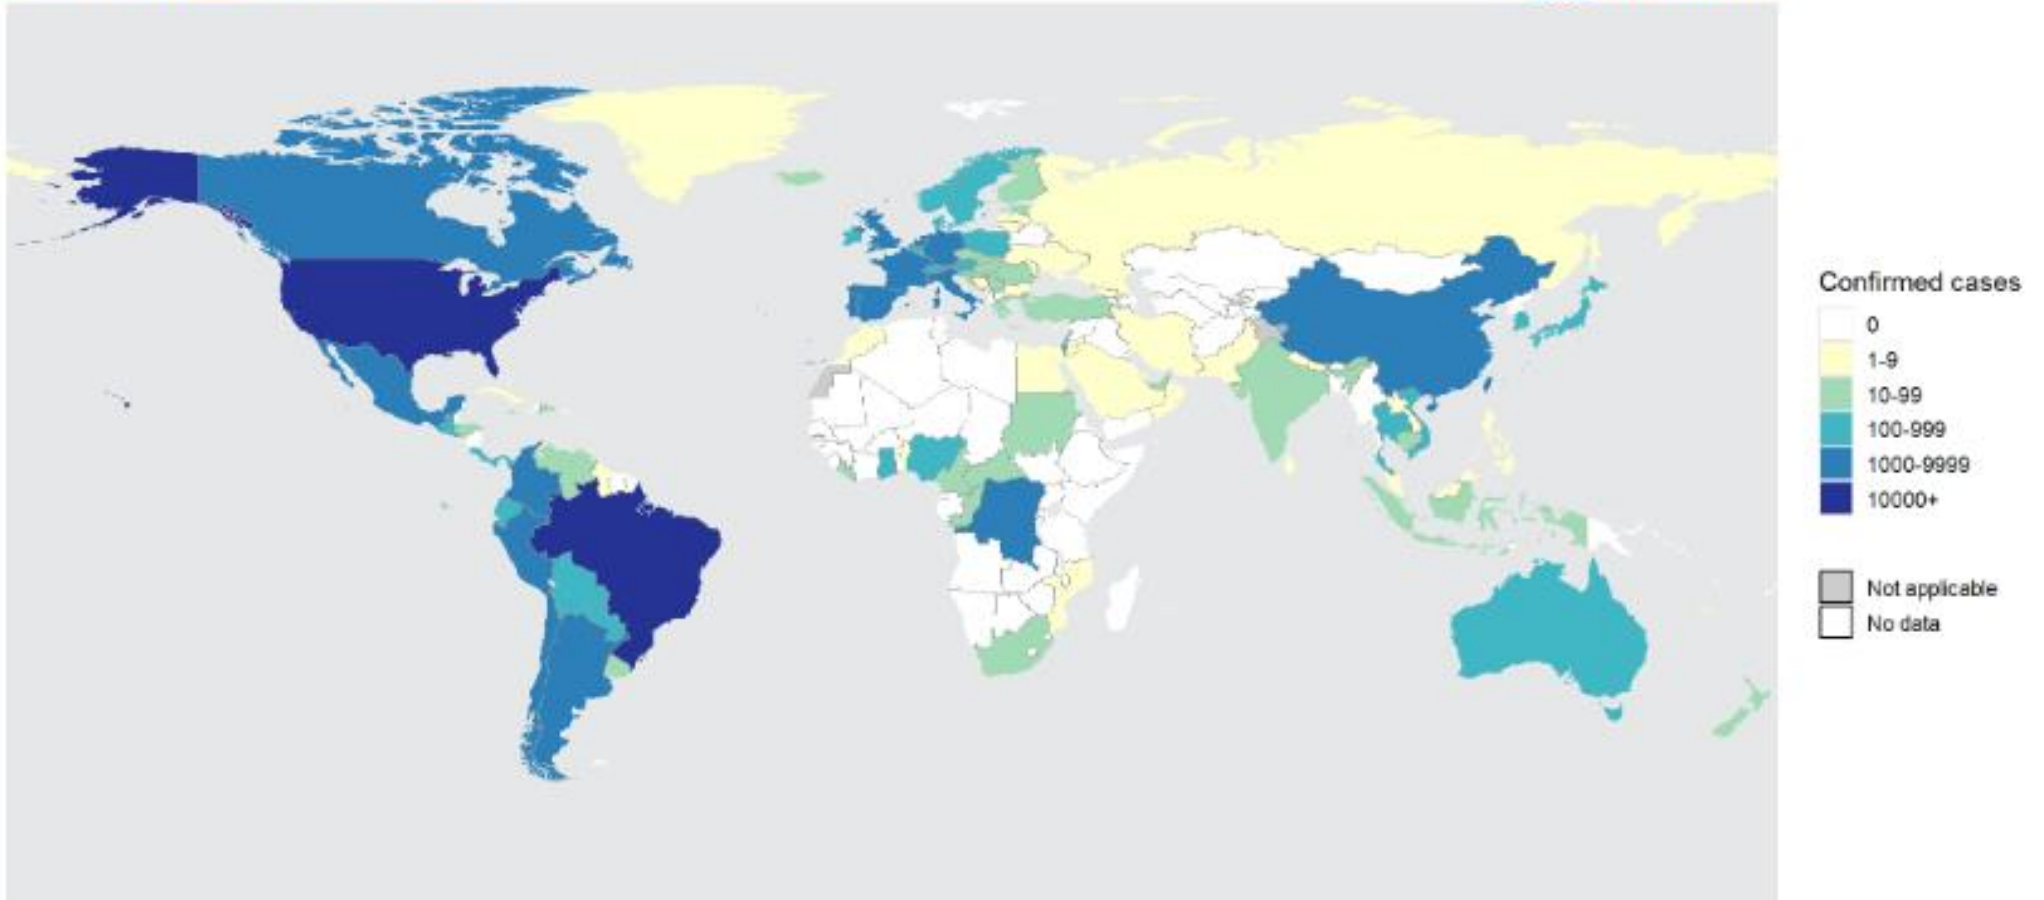 Confirmed cases
0
1-9
10-99
100-999
1000-9999
10000+
Not applicable
No data